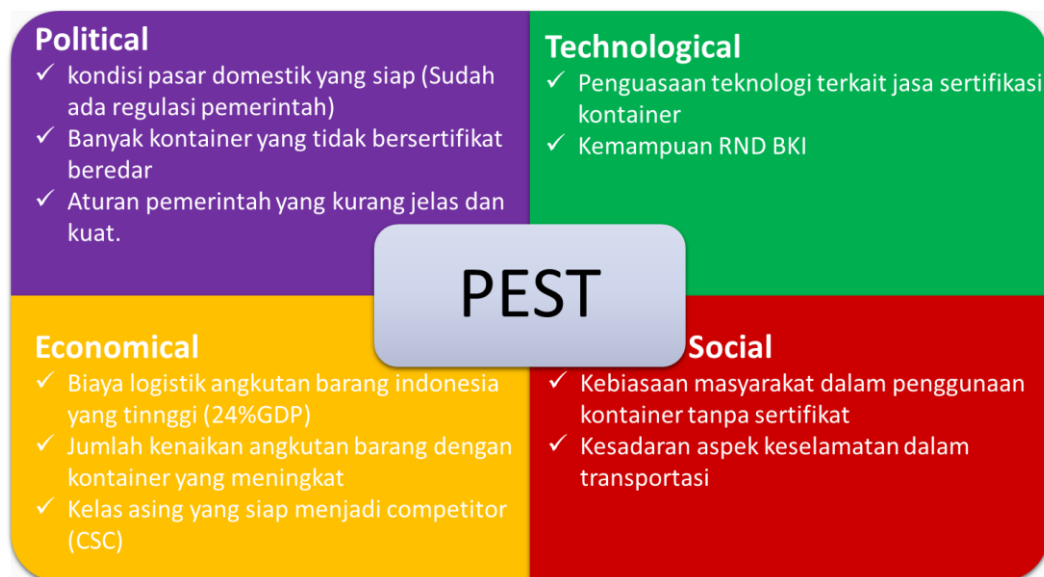 Political
✓ kondisi pasar domestik yang siap (Sudah
ada regulasi pemerintah)
✓ Banyak kontainer yang tidak bersertifikat
beredar
✓ Aturan pemerintah yang kurang jelas dan
kuat.
Technological
✓ Penguasaan teknologi terkait jasa sertifikasi
kontainer
✓ Kemampuan RND BKI
PEST
Economical
✓ Biaya logistik angkutan barang indonesia
yang tinnggi (24%GDP)
✓ Jumlah kenaikan angkutan barang dengan
kontainer yang meningkat
✓ Kelas asing yang siap menjadi competitor
(CSC)
Social
✓ Kebiasaan masyarakat dalam penggunaan
kontainer tanpa sertifikat
✓ Kesadaran aspek keselamatan dalam
transportasi